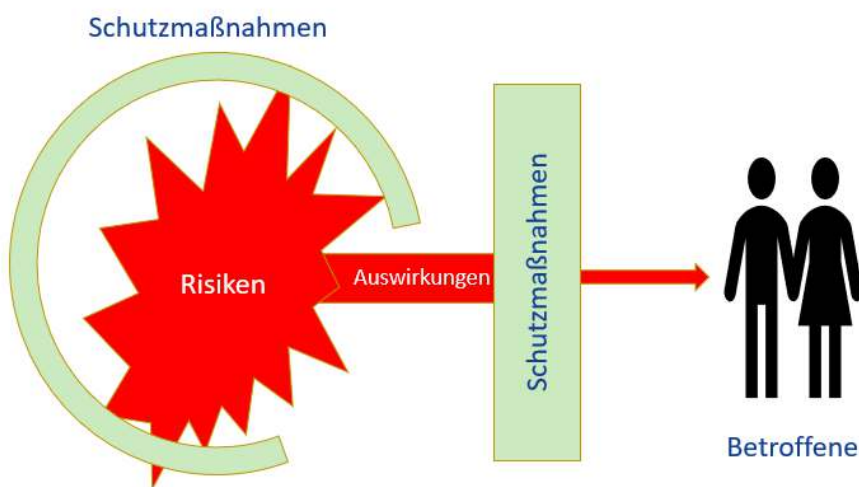 Schutzmaßnahmen
Risiken
Auswirkungen
Schutzmaßnahmen
Betroffene